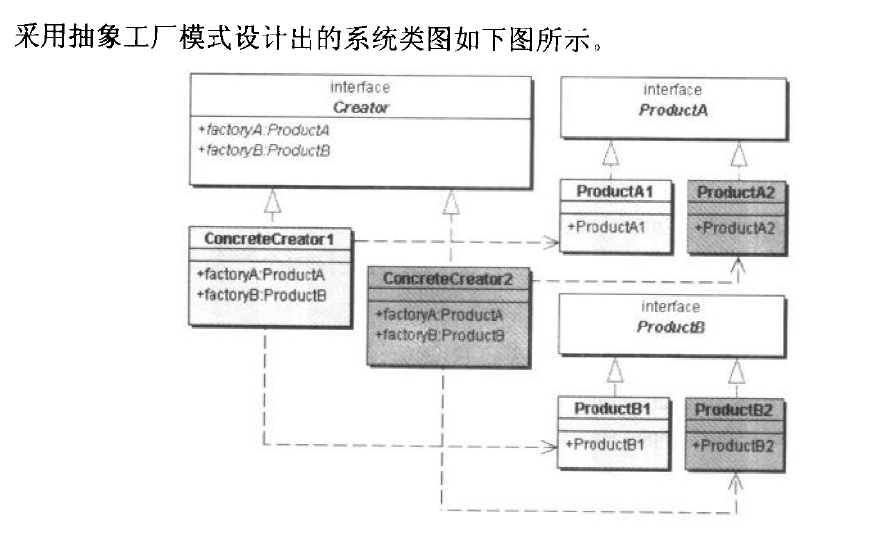 采用抽象工厂模式设计出的系统类图如下图所示。
interface
Creator
+factoryA:ProductA
+factoryB:ProductB
interface
ProductA
ProductA1
+ProductA1
ProductA2
+ProductA2
ConcreteCreator1
+factoryA:ProductA
+factoryB:ProductB
ConcreteCreator2
+factoryA:ProductA
+factoryB:ProductB
interface
ProductB
ProductB1
+ProductB1
ProductB2
+ProductB2